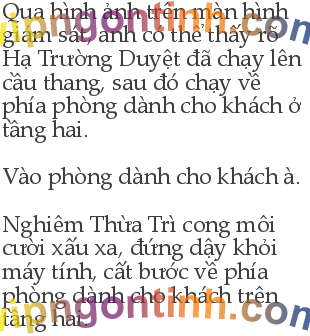 Qua hình ảnh trên màn hình
giám sát, anh có thể thấy rõ
Hạ Trường Duyệt đã chạy lên
cầu thang, sau đó chạy về
phía phòng dành cho khách ở
tầng hai.
Vào phòng dành cho khách à.
Nghiêm Thừa Trì cong môi
cười xấu xa, đứng dậy khỏi
máy tính, cất bước về phía
phòng dành cho khách trên
tầng hai.